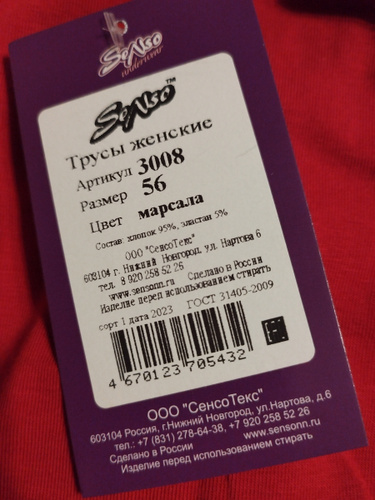 Senso
underwear
Senso™
Трусы женские
Артикул 3008
Размер 56
Цвет марсала
Состав: хлопок 95%, эластан 5%
ООО "СенсоТекс"
603104 г. Нижний Новгород, ул. Нартова 6
тел. 8 920 258 52 26
www.sensonn.ru Сделано в России
Изделие перед использованием стирать
сорт 1 дата 2023 ГОСТ 31405-2009
4 670123 705432
ООО "СенсоТекс"
603104 Россия, г.Нижний Новгород, ул.Нартова, д.6
тел.: +7 (831) 278-64-38, +7 920 258 52 26
Сделано в России www.sensonn.ru
Изделие перед использованием стирать